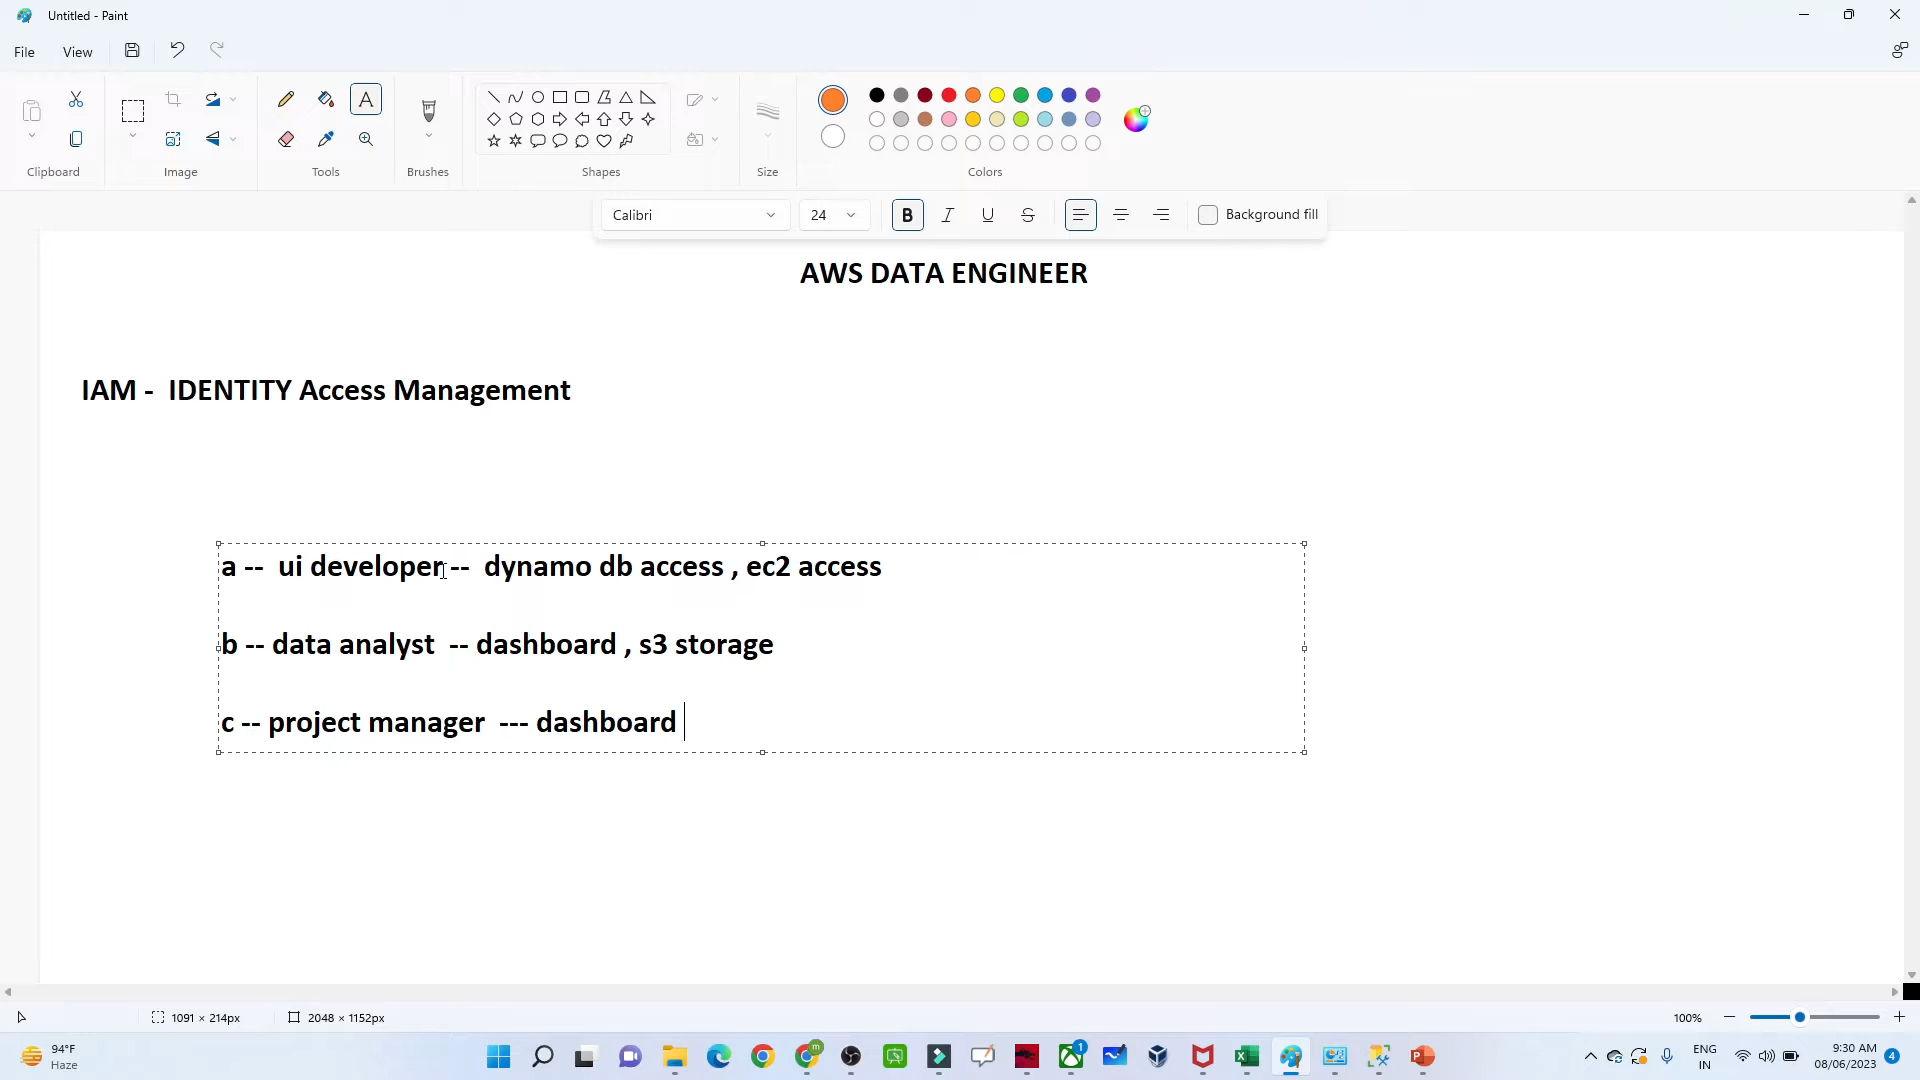 Untitled - Paint
File
View
Clipboard
Image
Tools
Brushes
Shapes
Size
Colors
Calibri
24
B
I
U
S
Background fill
AWS DATA ENGINEER
IAM -  IDENTITY Access Management
a --  ui developer --  dynamo db access , ec2 access
b -- data analyst  -- dashboard , s3 storage
c -- project manager  --- dashboard
1091 × 214px
2048 × 1152px
100%
94°F
Haze
1
ENG
IN
9:30 AM
08/06/2023
4